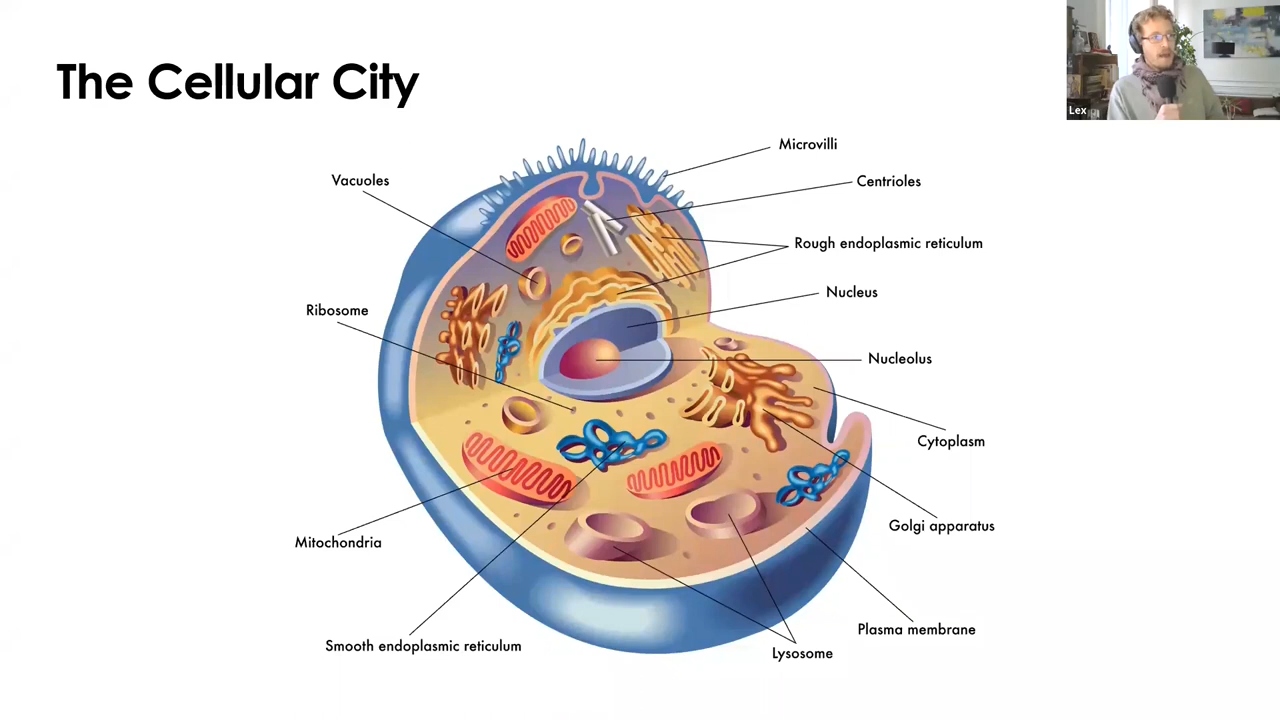 The Cellular City
Lex
Microvilli
Vacuoles
Centrioles
Rough endoplasmic reticulum
Nucleus
Ribosome
Nucleolus
Cytoplasm
Golgi apparatus
Mitochondria
Plasma membrane
Smooth endoplasmic reticulum
Lysosome